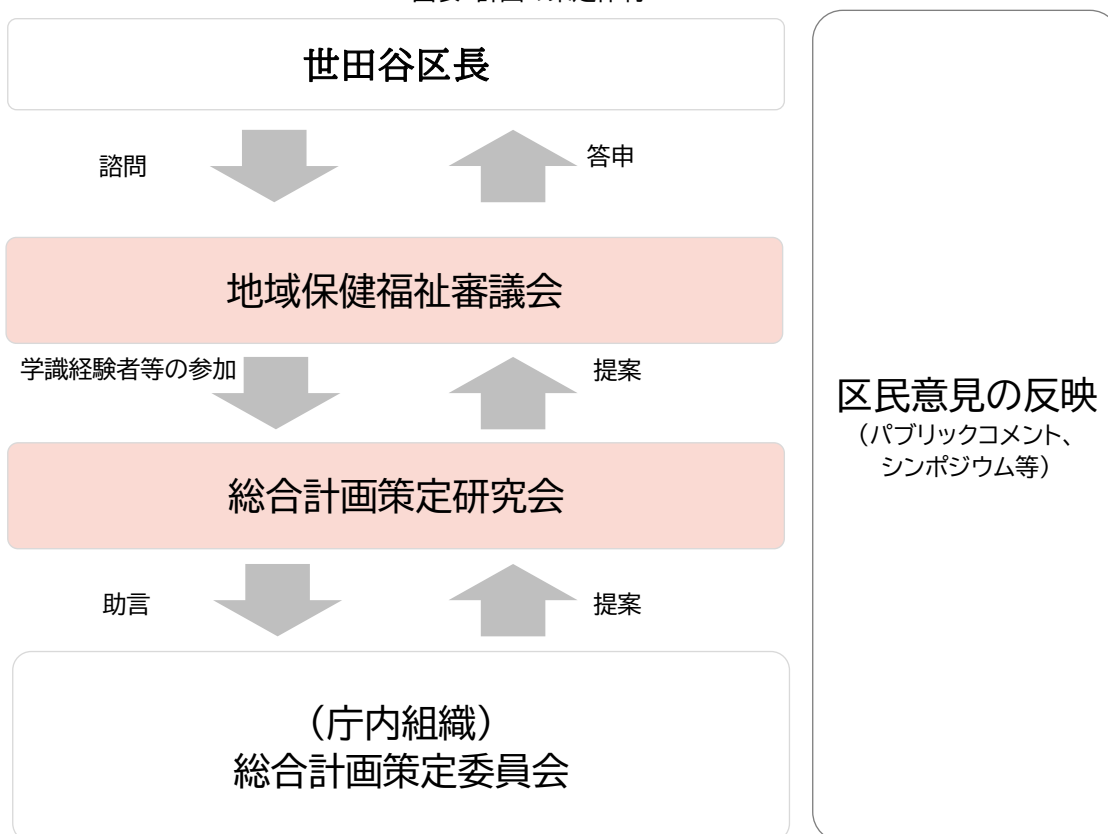 世田谷区長
諮問
答申
地域保健福祉審議会
学識経験者等の参加
提案
総合計画策定研究会
助言
提案
(庁内組織)
総合計画策定委員会
区民意見の反映
(パブリックコメント、
シンポジウム等)